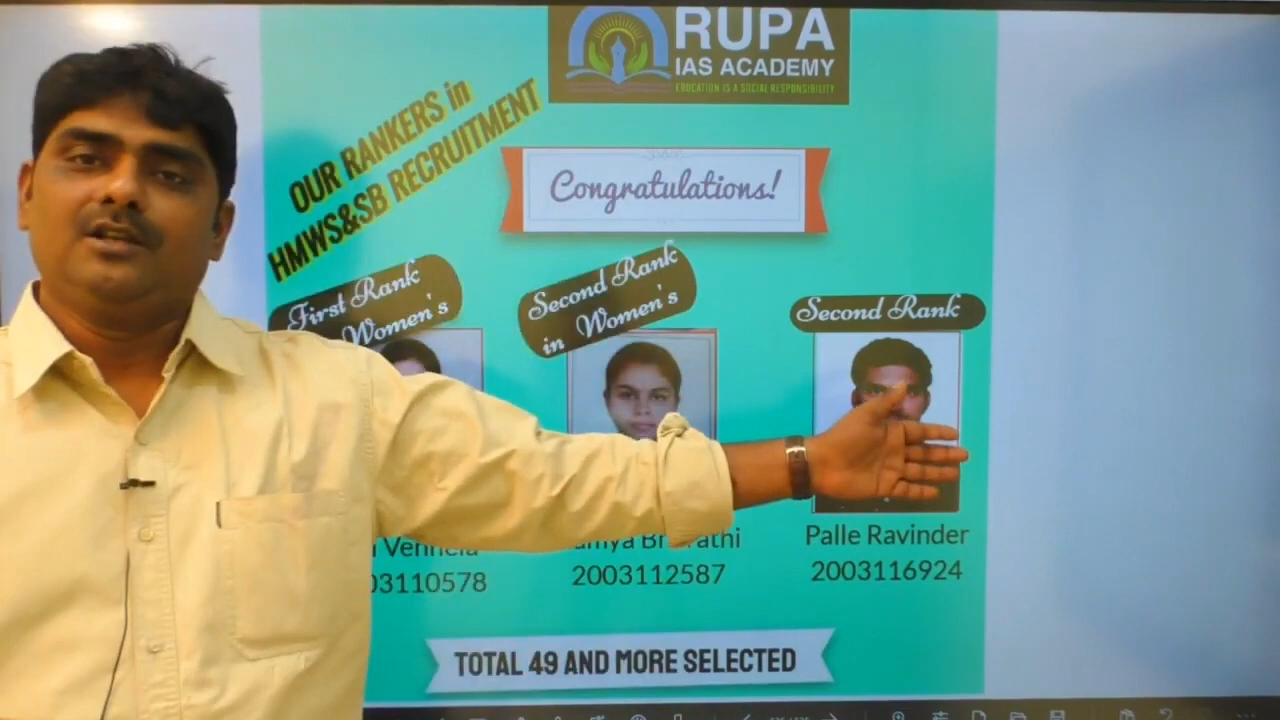 RUPA
IAS ACADEMY
EDUCATION IS A SOCIAL RESPONSIBILITY
OUR RANKERS in
HMWS&SB RECRUITMENT
Congratulations!
First Rank
Women's
Second Rank
in Women's
Second Rank
Palle Ravinder
03110578
2003112587
2003116924
TOTAL 49 AND MORE SELECTED